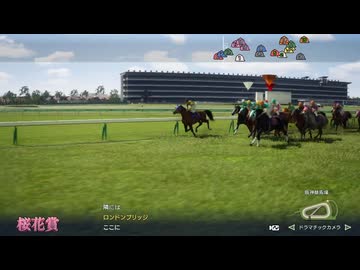 阪神競馬場
隣には
ロンドンブリッジ
ここに
桜花賞
ドラマチックカメラ